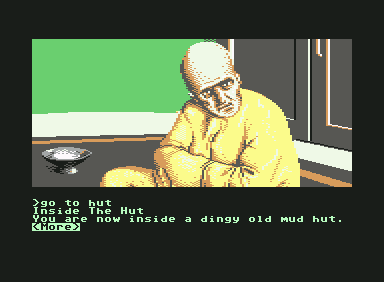 >go to hut
Inside The Hut
You are now inside a dingy old mud hut.
<More>